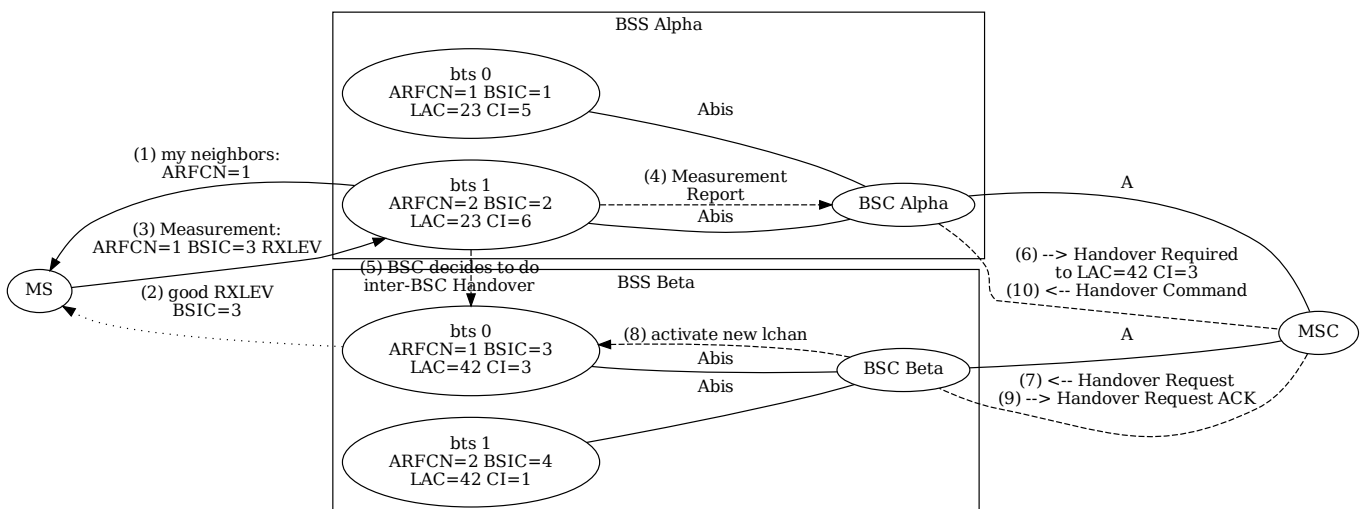 BSS Alpha
bts 0
ARFCN=1 BSIC=1
LAC=23 CI=5
Abis
(1) my neighbors:
ARFCN=1
bts 1
ARFCN=2 BSIC=2
LAC=23 CI=6
(4) Measurement
Report
Abis
BSC Alpha
A
(3) Measurement:
ARFCN=1 BSIC=3 RXLEV
(5) BSC decides to do
inter-BSC Handover
(6) --> Handover Required
to LAC=42 CI=3
(10) <-- Handover Command
MS
(2) good RXLEV
BSIC=3
BSS Beta
bts 0
ARFCN=1 BSIC=3
LAC=42 CI=3
(8) activate new lchan
Abis
Abis
BSC Beta
A
MSC
(7) <-- Handover Request
(9) --> Handover Request ACK
bts 1
ARFCN=2 BSIC=4
LAC=42 CI=1